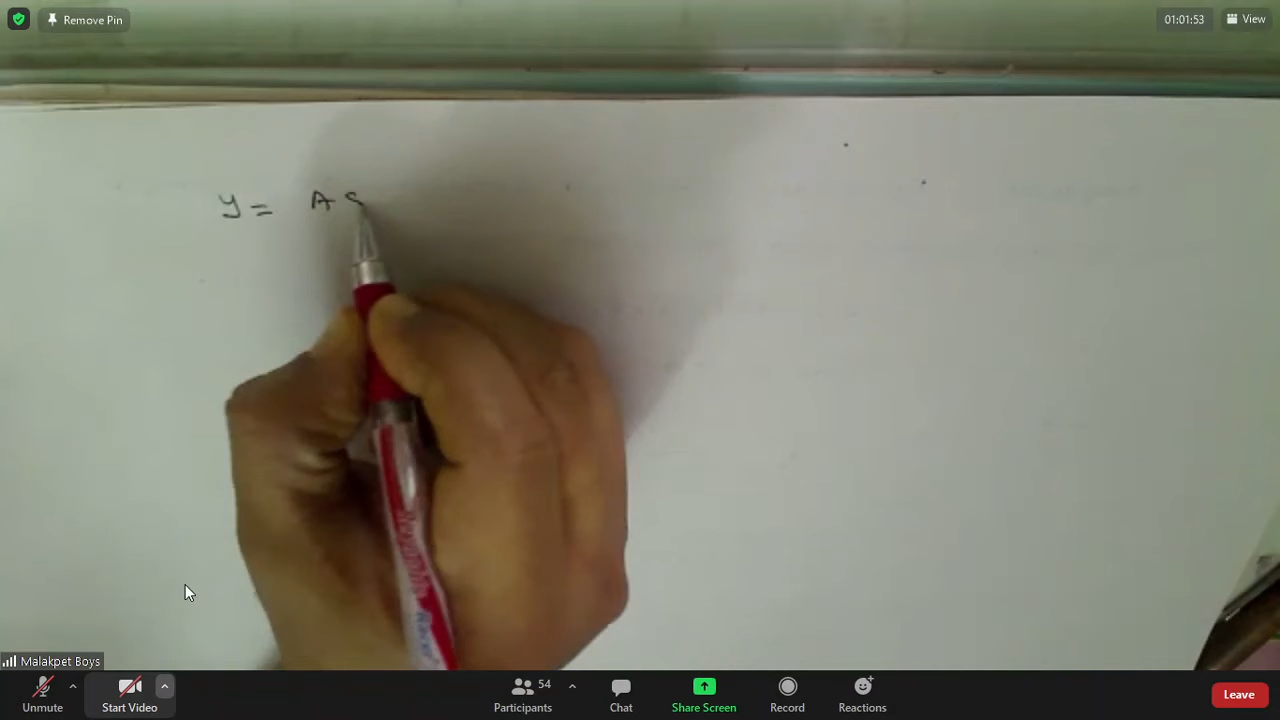 Remove Pin
01:01:53
View
y = A s
Malakpet Boys
Unmute
Start Video
54
Participants
Chat
Share Screen
Record
Reactions
Leave